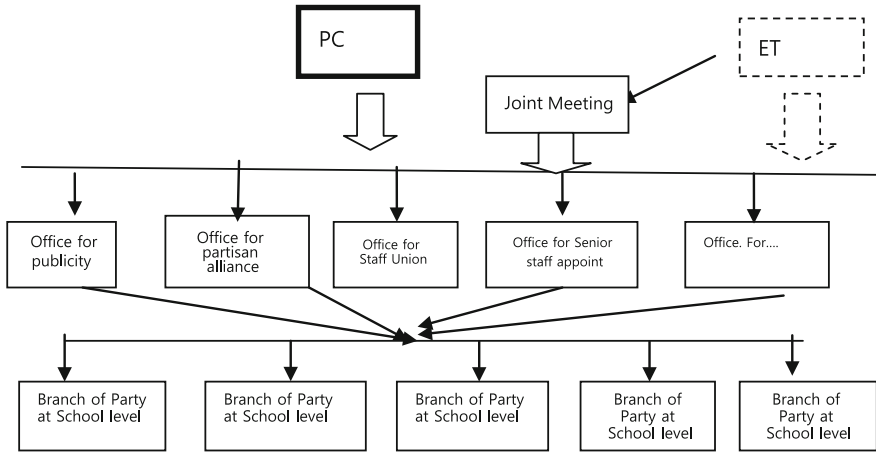 PC
ET
Joint Meeting
Office for
publicity
Office for
partisan
alliance
Office for
Staff Union
Office for Senior
staff appoint
Office. For....
Branch of Party
at School level
Branch of Party
at School level
Branch of Party
at School level
Branch of
Party at
School level
Branch of
Party at
School level